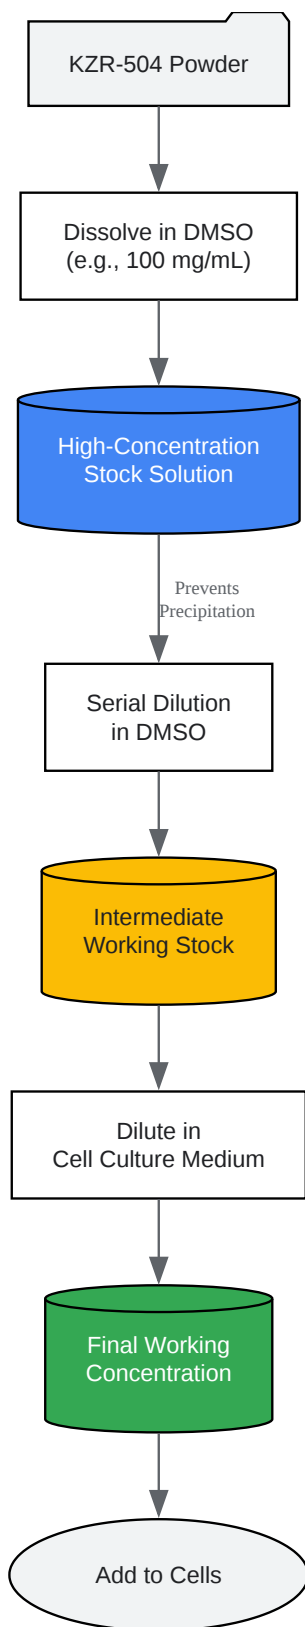 KZR-504 Powder
Dissolve in DMSO
(e.g., 100 mg/mL)
High-Concentration
Stock Solution
Prevents
Precipitation
Serial Dilution
in DMSO
Intermediate
Working Stock
Dilute in
Cell Culture Medium
Final Working
Concentration
Add to Cells